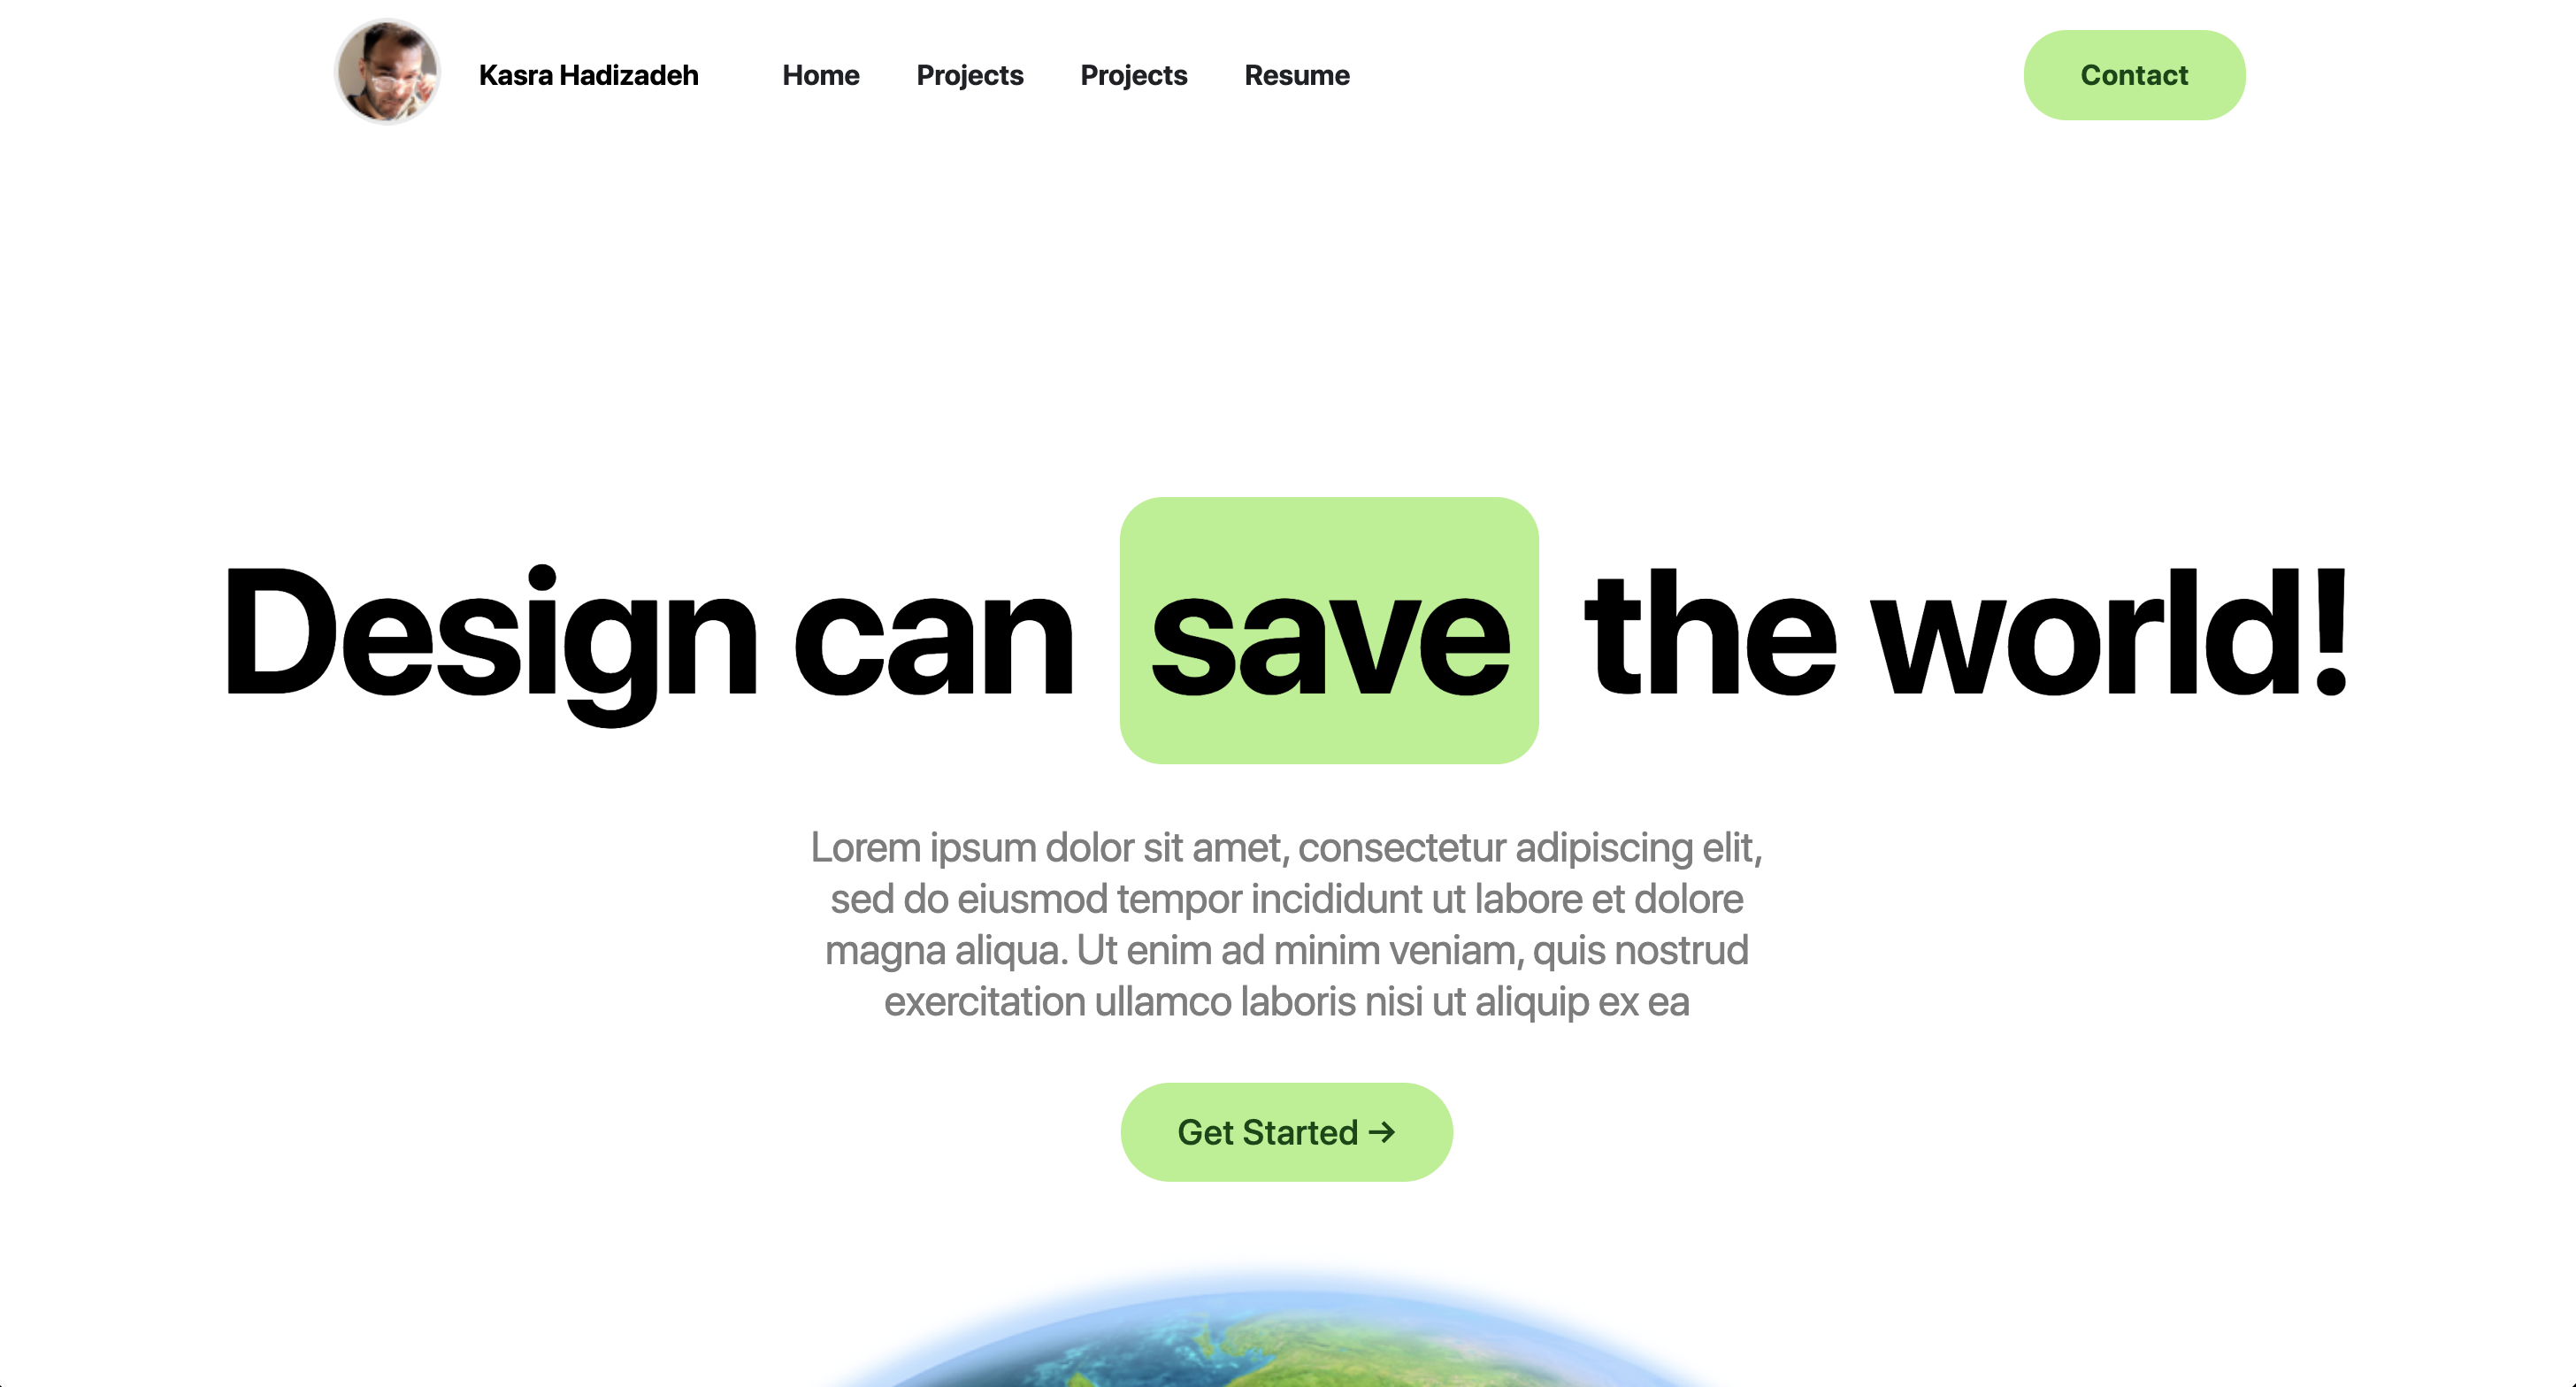 Kasra Hadizadeh Home Projects Projects Resume Contact
Design can save the world!
Lorem ipsum dolor sit amet, consectetur adipiscing elit,
sed do eiusmod tempor incididunt ut labore et dolore
magna aliqua. Ut enim ad minim veniam, quis nostrud
exercitation ullamco laboris nisi ut aliquip ex ea
Get Started →